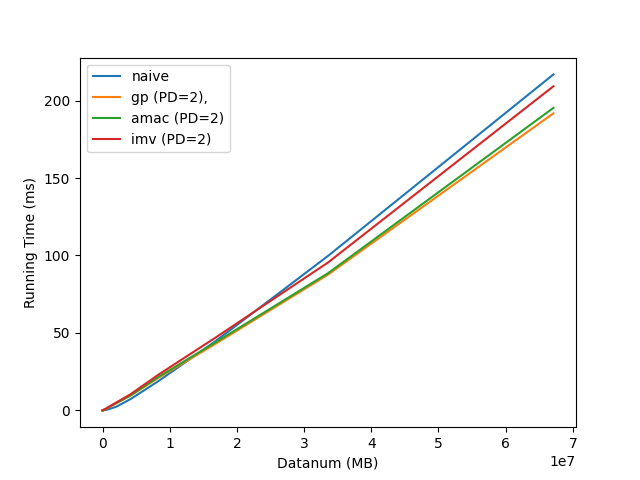 naive
gp (PD=2),
amac (PD=2)
imv (PD=2)
200
150
100
50
0
Running Time (ms)
0 1 2 3 4 5 6 7
1e7
Datanum (MB)